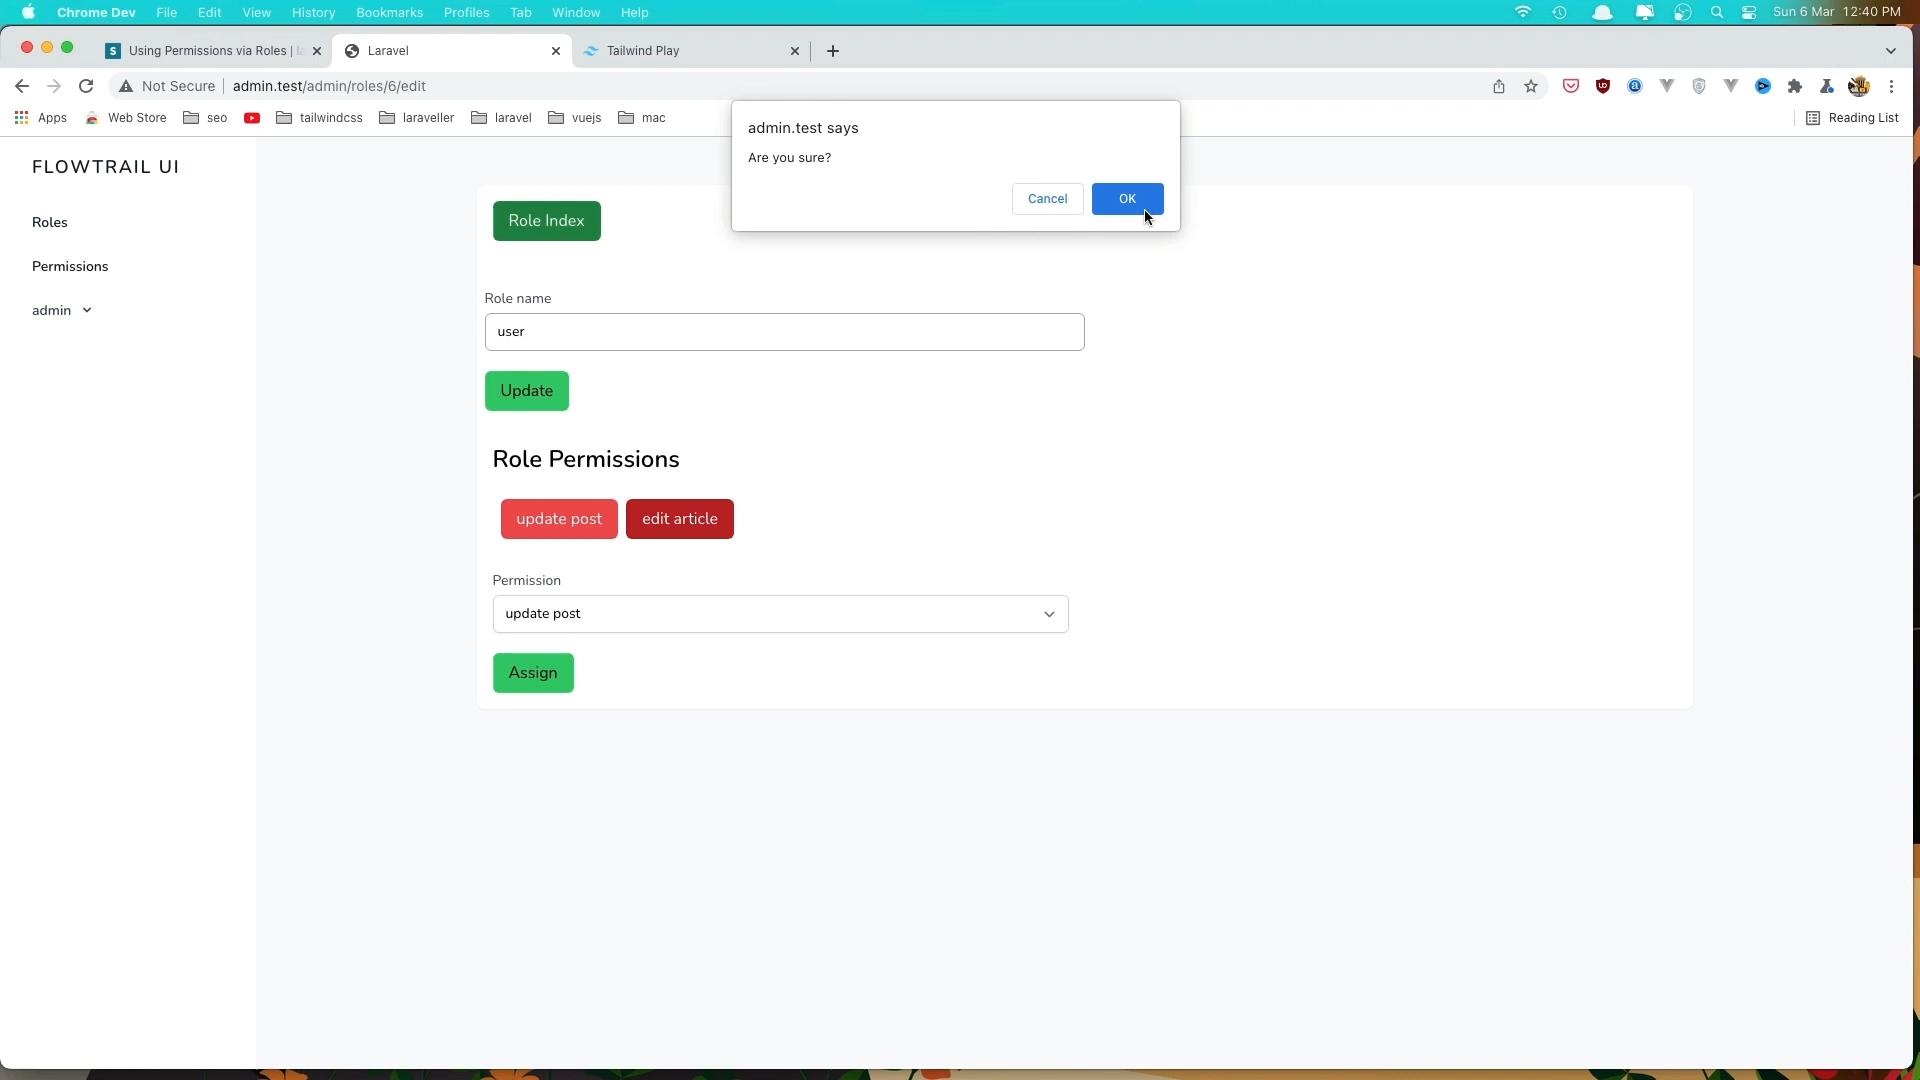 Chrome Dev File Edit View History Bookmarks Profiles Tab Window Help Sun 6 Mar 12:40 PM
Using Permissions via Roles | Laravel Tailwind Play
Not Secure admin.test/admin/roles/6/edit
Apps Web Store seo tailwindcss laraveller laravel vuejs mac Reading List
admin.test says
Are you sure?
Cancel OK
FLOWTRAIL UI
Roles
Permissions
admin
Role Index
Role name
user
Update
Role Permissions
update post edit article
Permission
update post
Assign